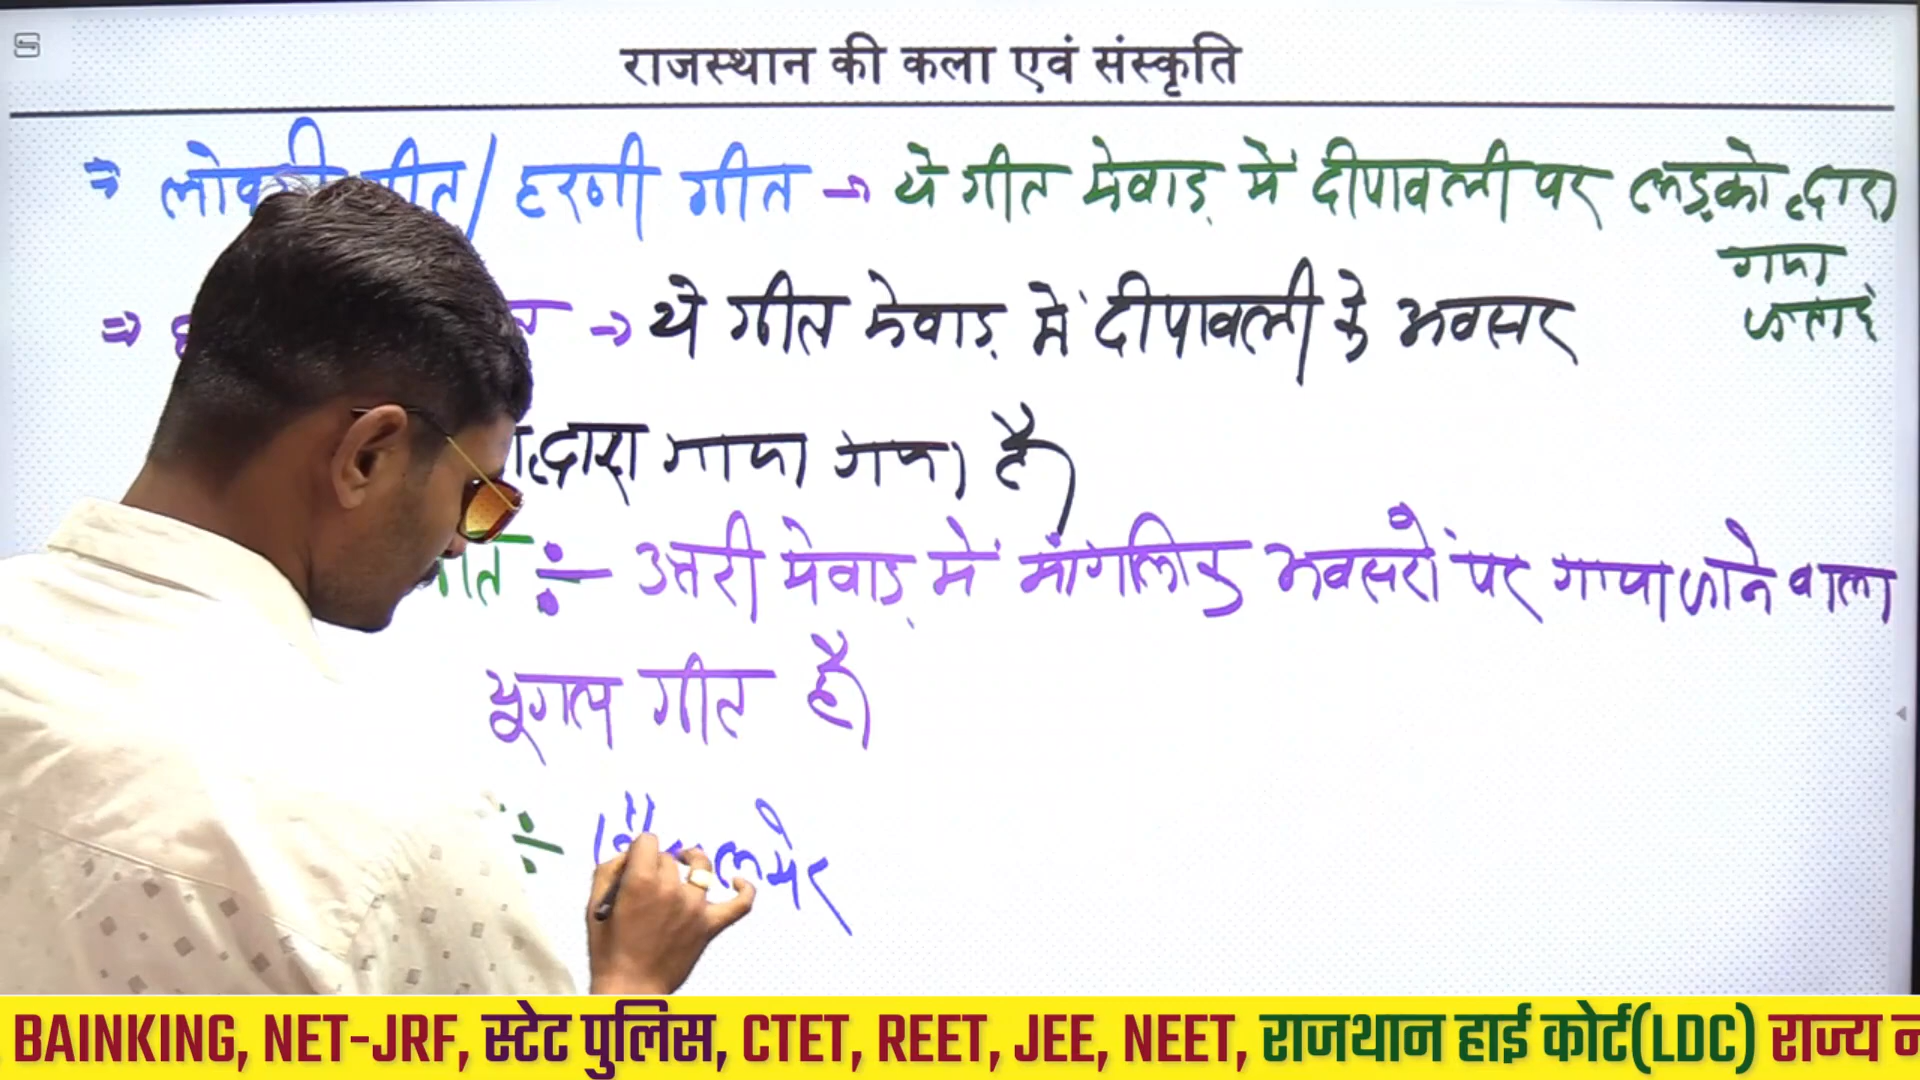 राजस्थान की कला एवं संस्कृति
⇒ गीत / हरणी गीत → ये गीत मेवाड़ में दीपावली पर लड़को द्वारा
गाया
जाता है
⇒ → ये गीत मेवाड़ में दीपावली के अवसर
द्वारा गाया गया है
गीत ÷ उत्तरी मेवाड़ में मांगलिक अवसरों पर गाया जाने वाला
युगल गीत है
÷
BAINKING, NET-JRF, स्टेट पुलिस, CTET, REET, JEE, NEET, राजथान हाई कोर्ट(LDC) राज्य